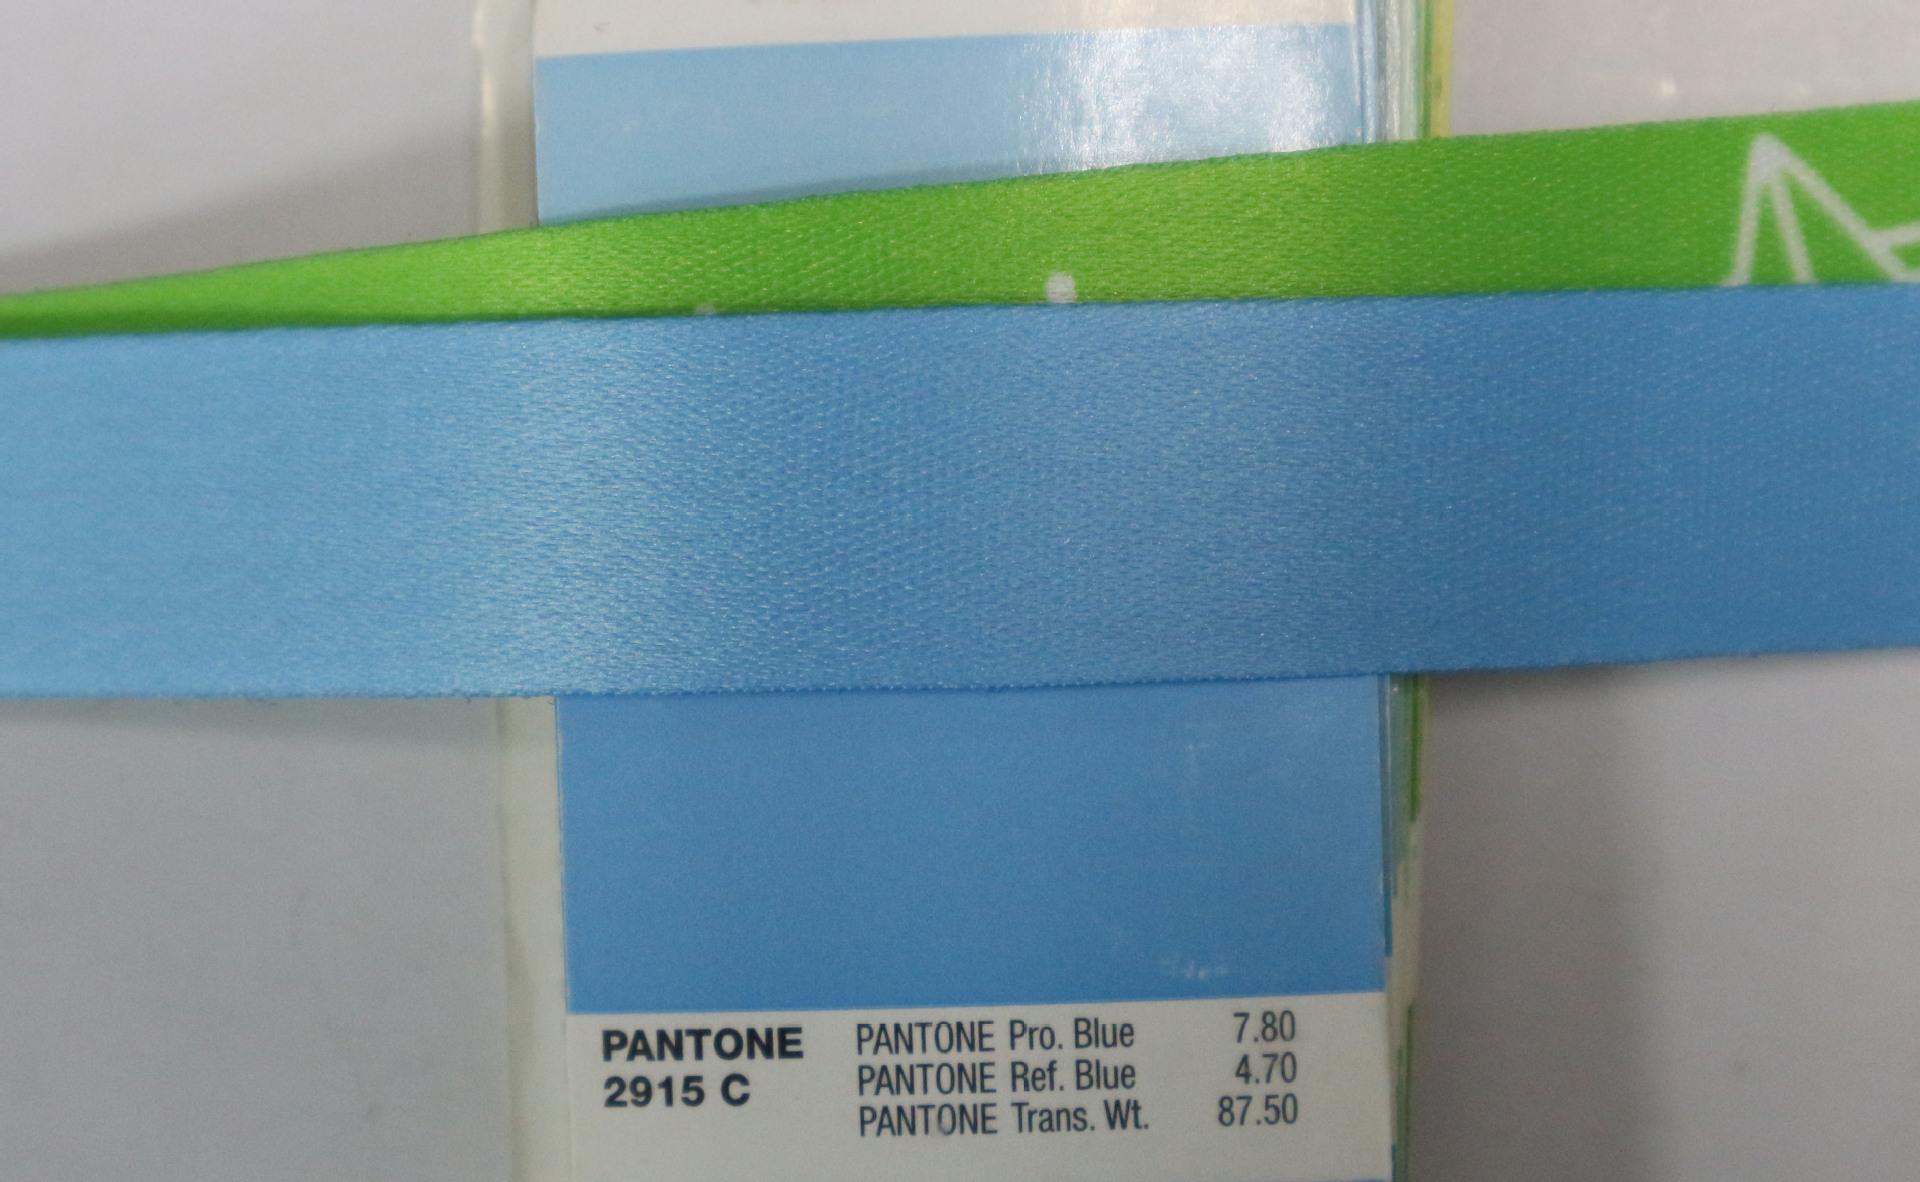 PANTONE
2915 C
PANTONE Pro. Blue 7.80
PANTONE Ref. Blue 4.70
PANTONE Trans. Wt. 87.50